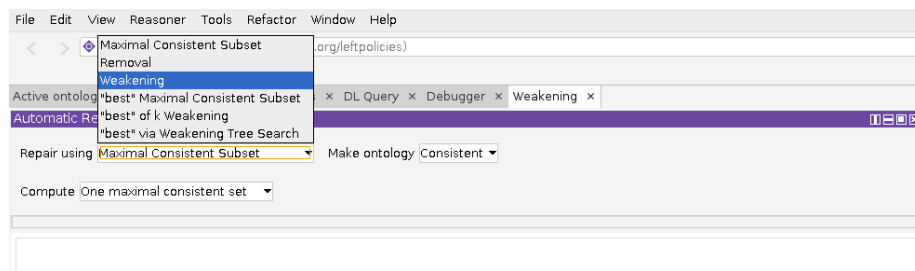 File Edit View Reasoner Tools Refactor Window Help
.org/leftpolicies)
Maximal Consistent Subset
Removal
Weakening
"best" Maximal Consistent Subset
"best" of k Weakening
"best" via Weakening Tree Search
Active ontolog × DL Query × Debugger × Weakening ×
Automatic Re
Repair using Maximal Consistent Subset Make ontology Consistent
Compute One maximal consistent set